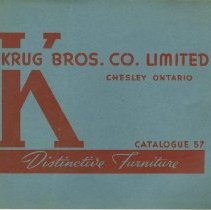 KRUG BROS. CO. LIMITED
CHESLEY ONTARIO
K
CATALOGUE 57
Distinctive Furniture